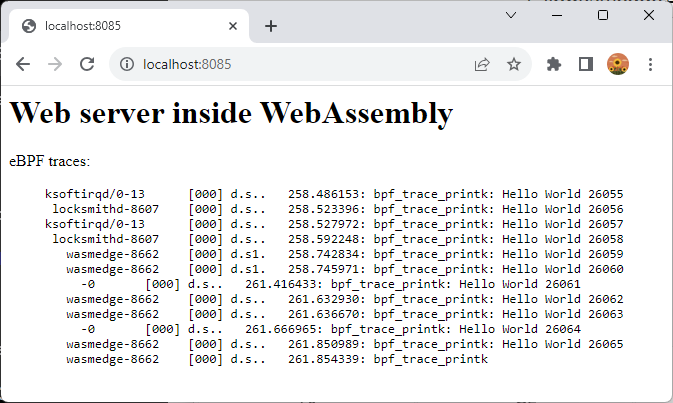 localhost:8085
localhost:8085
Web server inside WebAssembly
eBPF traces:
ksoftirqd/0-13 [000] d.s.. 258.486153: bpf_trace_printk: Hello World 26055
locksmithd-8607 [000] d.s.. 258.523396: bpf_trace_printk: Hello World 26056
ksoftirqd/0-13 [000] d.s.. 258.527972: bpf_trace_printk: Hello World 26057
locksmithd-8607 [000] d.s.. 258.592248: bpf_trace_printk: Hello World 26058
wasmedge-8662 [000] d.s1. 258.742834: bpf_trace_printk: Hello World 26059
wasmedge-8662 [000] d.s1. 258.745971: bpf_trace_printk: Hello World 26060
-0 [000] d.s.. 261.416433: bpf_trace_printk: Hello World 26061
wasmedge-8662 [000] d.s.. 261.632930: bpf_trace_printk: Hello World 26062
wasmedge-8662 [000] d.s.. 261.636670: bpf_trace_printk: Hello World 26063
-0 [000] d.s.. 261.666965: bpf_trace_printk: Hello World 26064
wasmedge-8662 [000] d.s.. 261.850989: bpf_trace_printk: Hello World 26065
wasmedge-8662 [000] d.s.. 261.854339: bpf_trace_printk